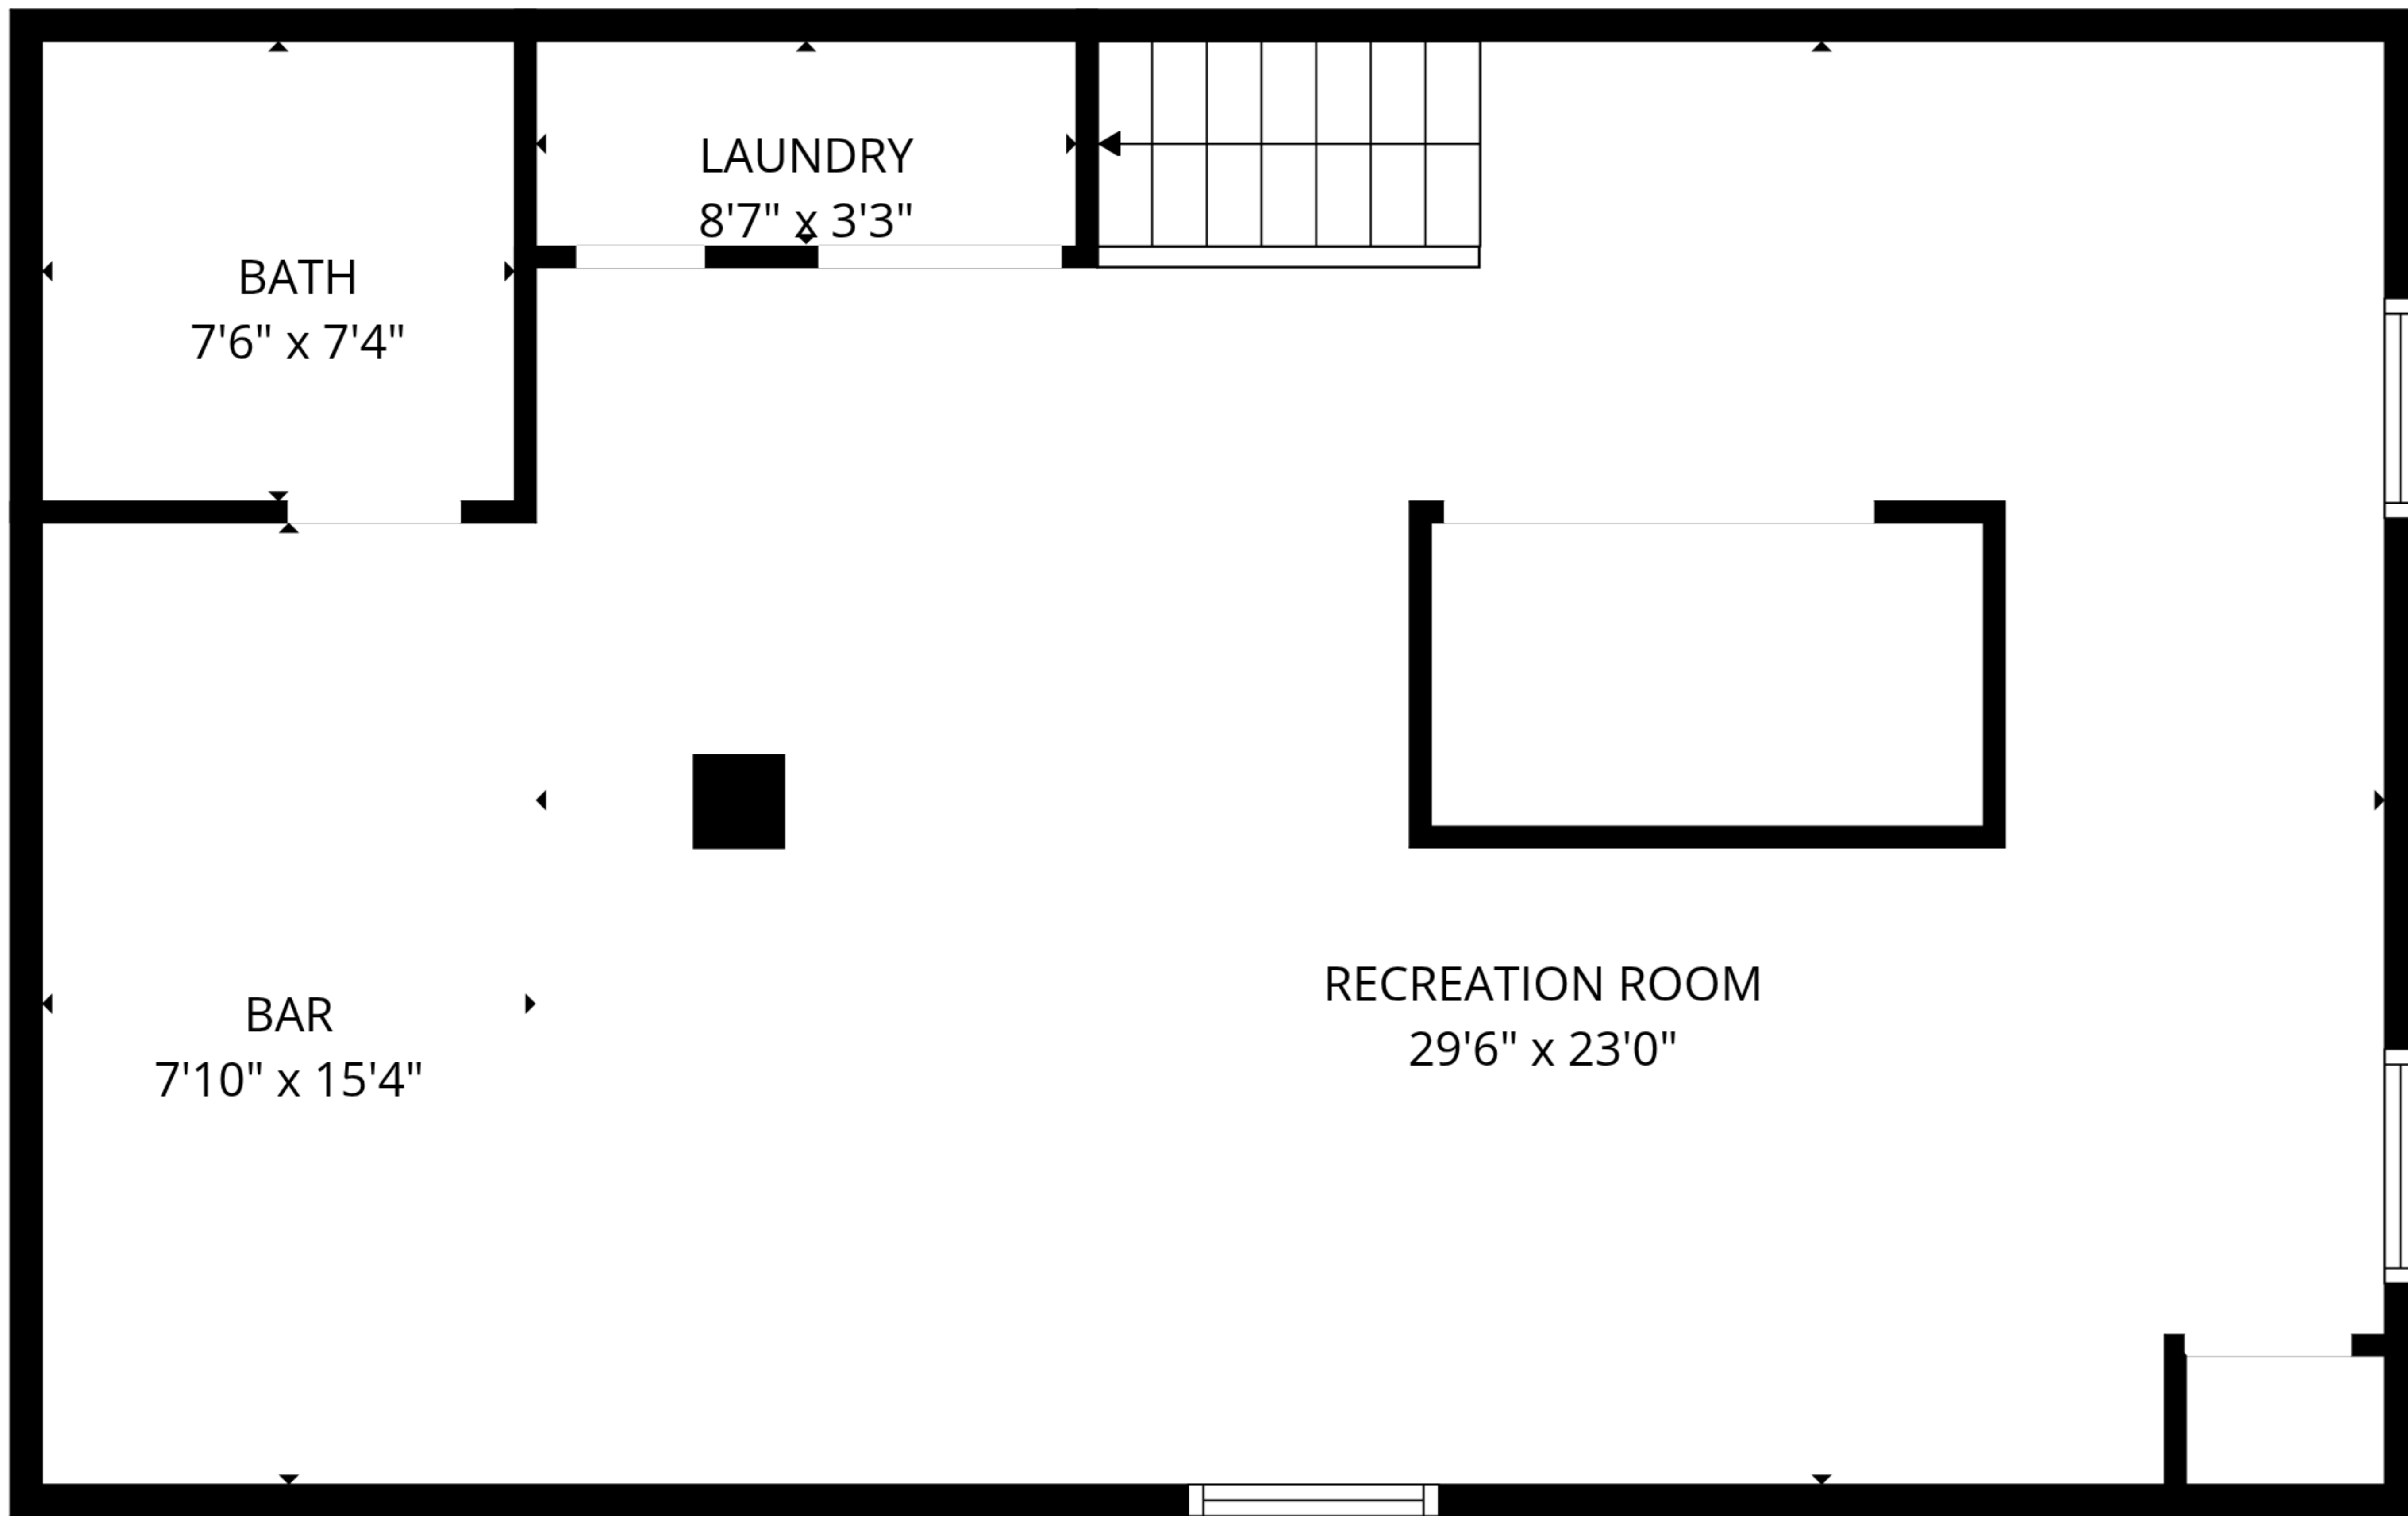 LAUNDRY
8'7" x 3'3"
BATH
7'6" x 7'4"
RECREATION ROOM
29'6" x 23'0"
BAR
7'10" x 15'4"